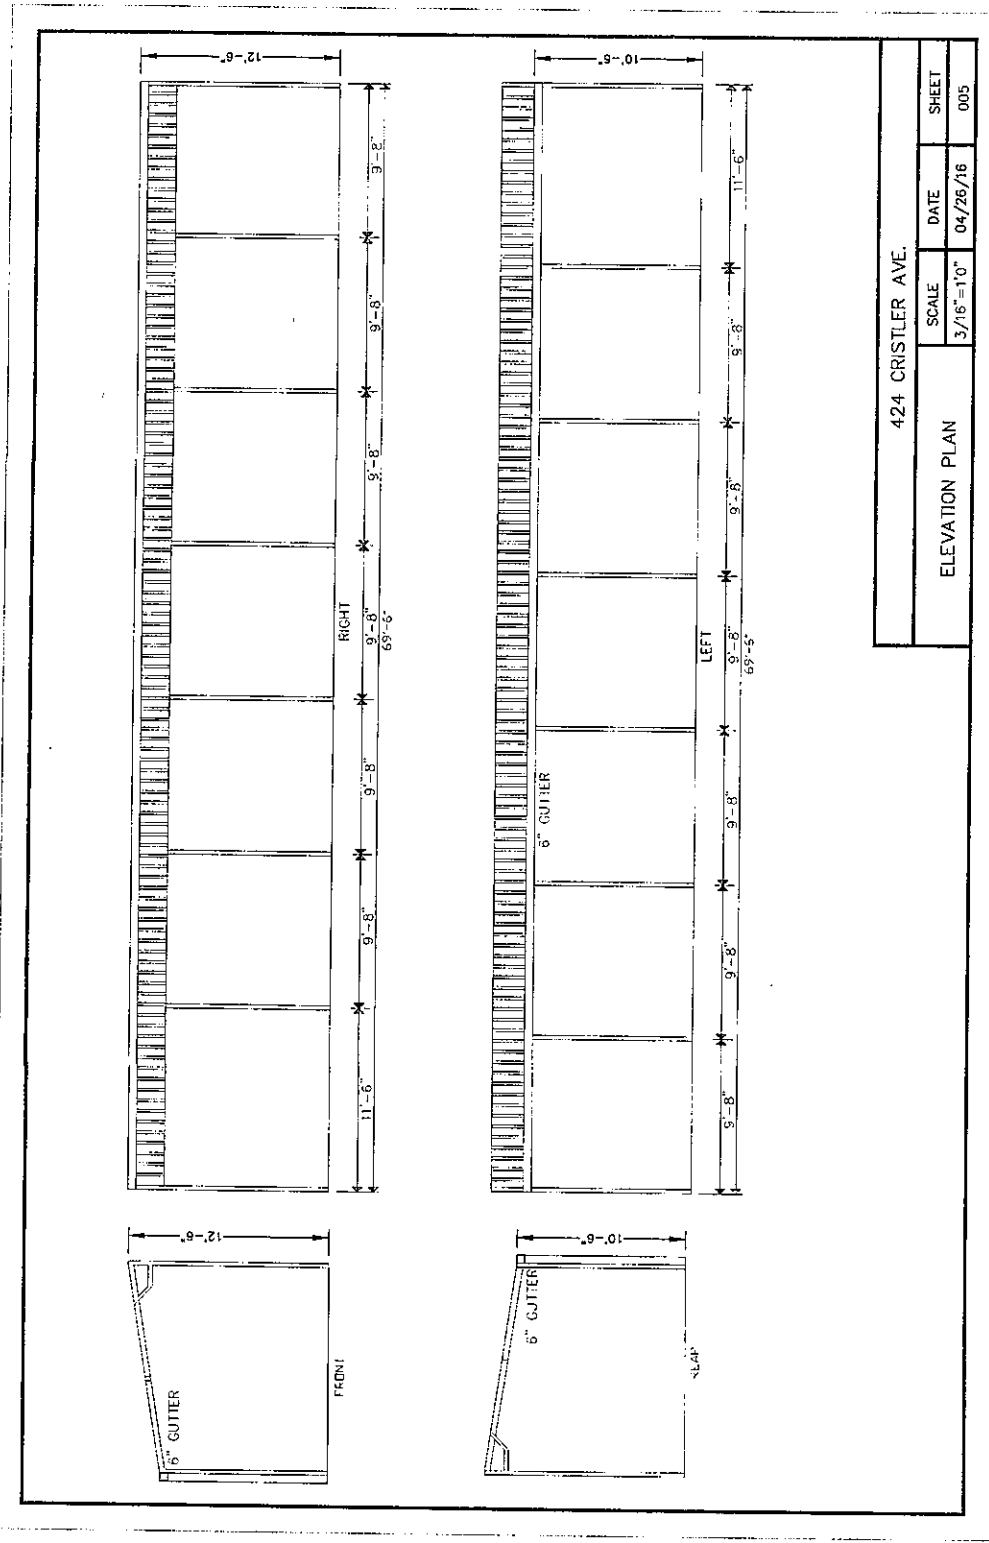 12'-6"
9'-8"
9'-8"
9'-8"
9'-8"
9'-8"
9'-8"
11'-6"
69'-6"
RIGHT
10'-6"
11'-6"
9'-8"
9'-8"
9'-8"
9'-8"
9'-8"
9'-8"
69'-6"
LEFT
6" GUTTER
12'-6"
6" GUTTER
FRONT
10'-6"
6" GUTTER
424 CRISTLER AVE.
ELEVATION PLAN
SCALE
DATE
SHEET
3/16"=1'0"
04/26/16
005